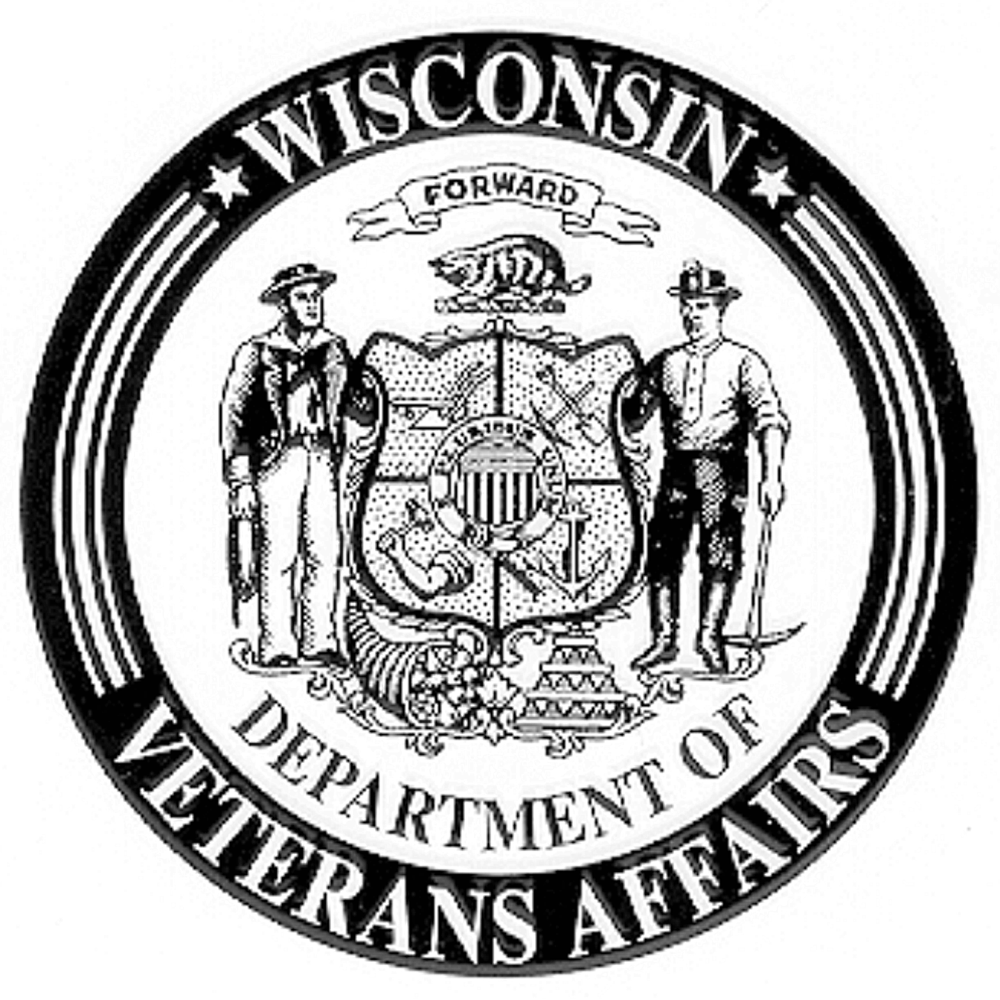 WISCONSIN
FORWARD
DEPARTMENT OF
VETERANS AFFAIRS